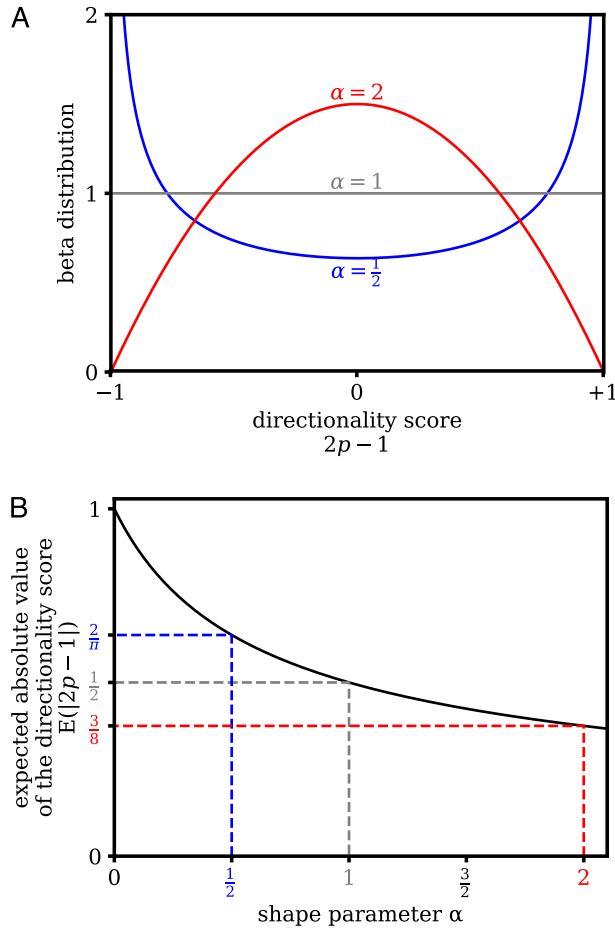 A
2
beta distribution
α = 2
1
α = 1
α = 1/2
0
−1
0
+1
directionality score
2p − 1
B
expected absolute value
of the directionality score
E(|2p − 1|)
1
2/π
1/2
3/8
0
0
1/2
1
3/2
2
shape parameter α